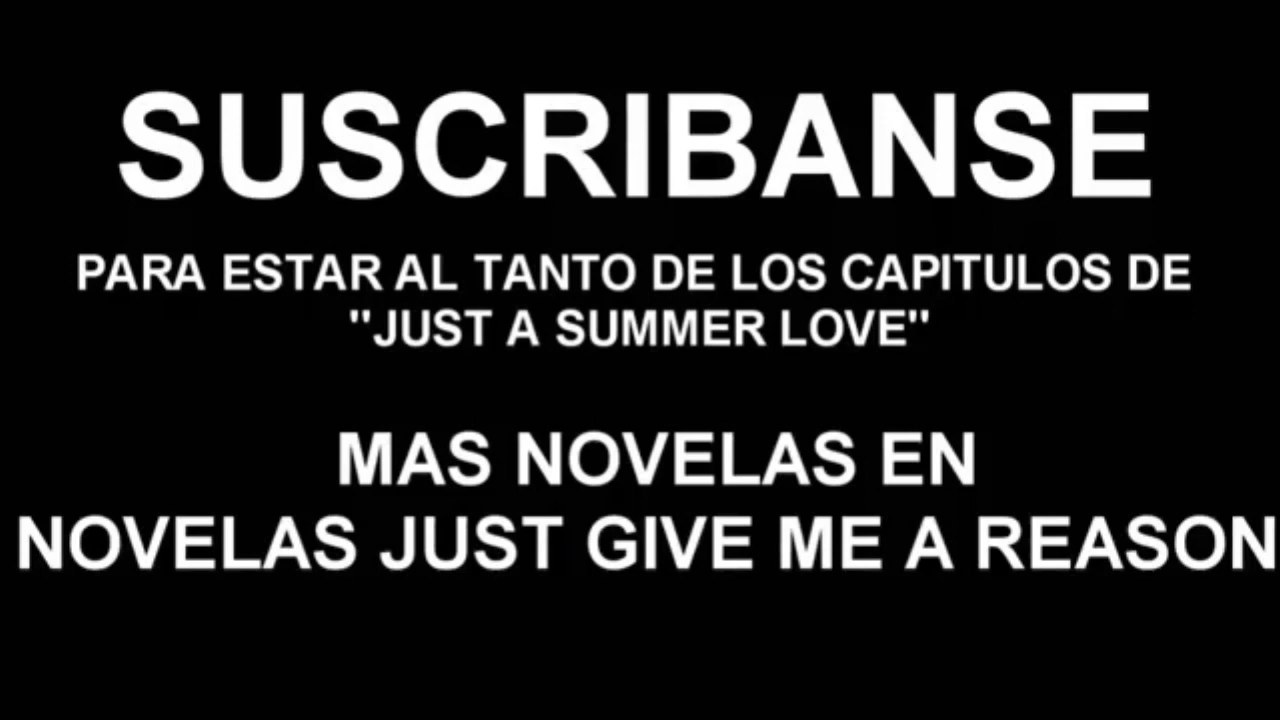 SUSCRIBANSE
PARA ESTAR AL TANTO DE LOS CAPITULOS DE
"JUST A SUMMER LOVE"
MAS NOVELAS EN
NOVELAS JUST GIVE ME A REASON